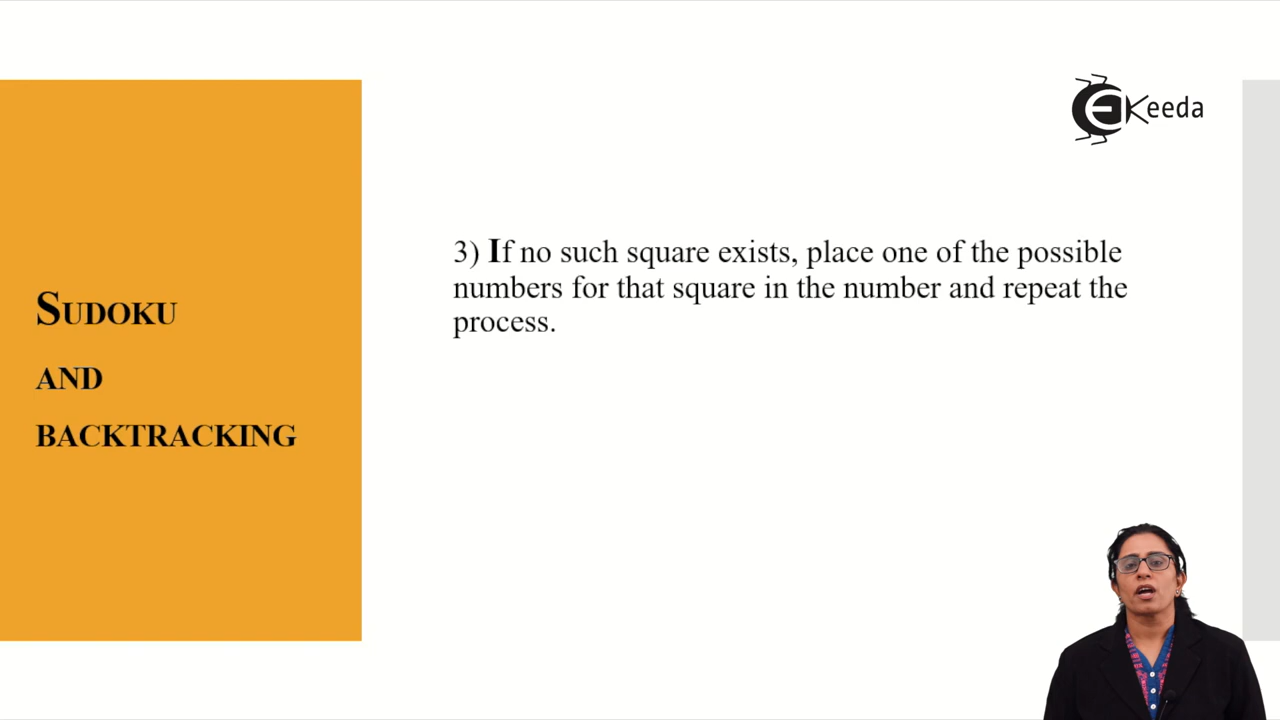 Keeda
SUDOKU
AND
BACKTRACKING
3) If no such square exists, place one of the possible
numbers for that square in the number and repeat the
process.